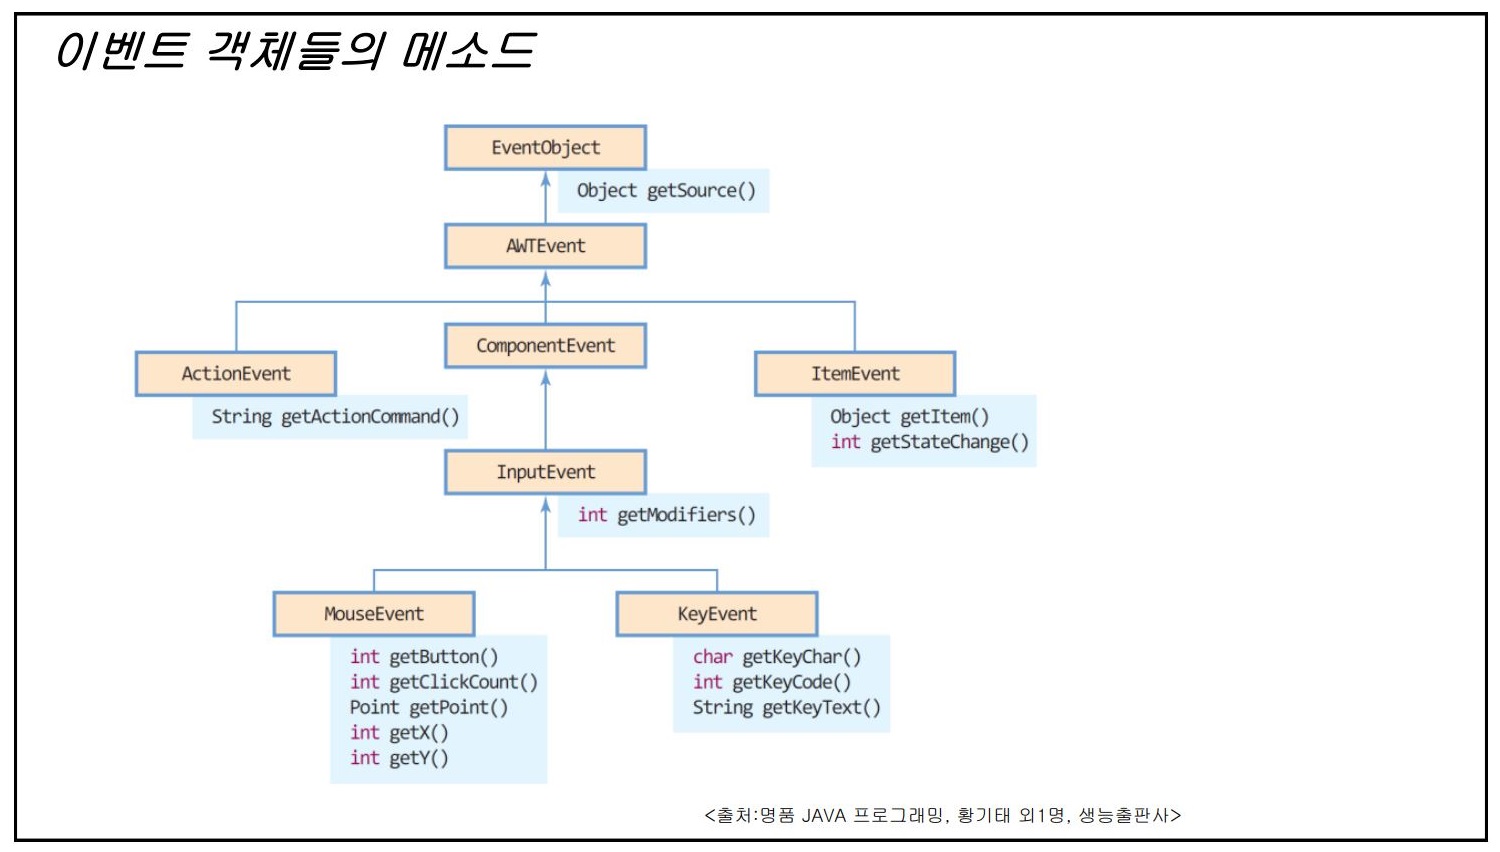 이벤트 객체들의 메소드
EventObject
Object getSource()
AWTEvent
ComponentEvent
ActionEvent
ItemEvent
String getActionCommand()
Object getItem()
int getStateChange()
InputEvent
int getModifiers()
MouseEvent
KeyEvent
int getButton()
int getClickCount()
Point getPoint()
int getX()
int getY()
char getKeyChar()
int getKeyCode()
String getKeyText()
<출처:명품 JAVA 프로그래밍, 황기태 외1명, 생능출판사>